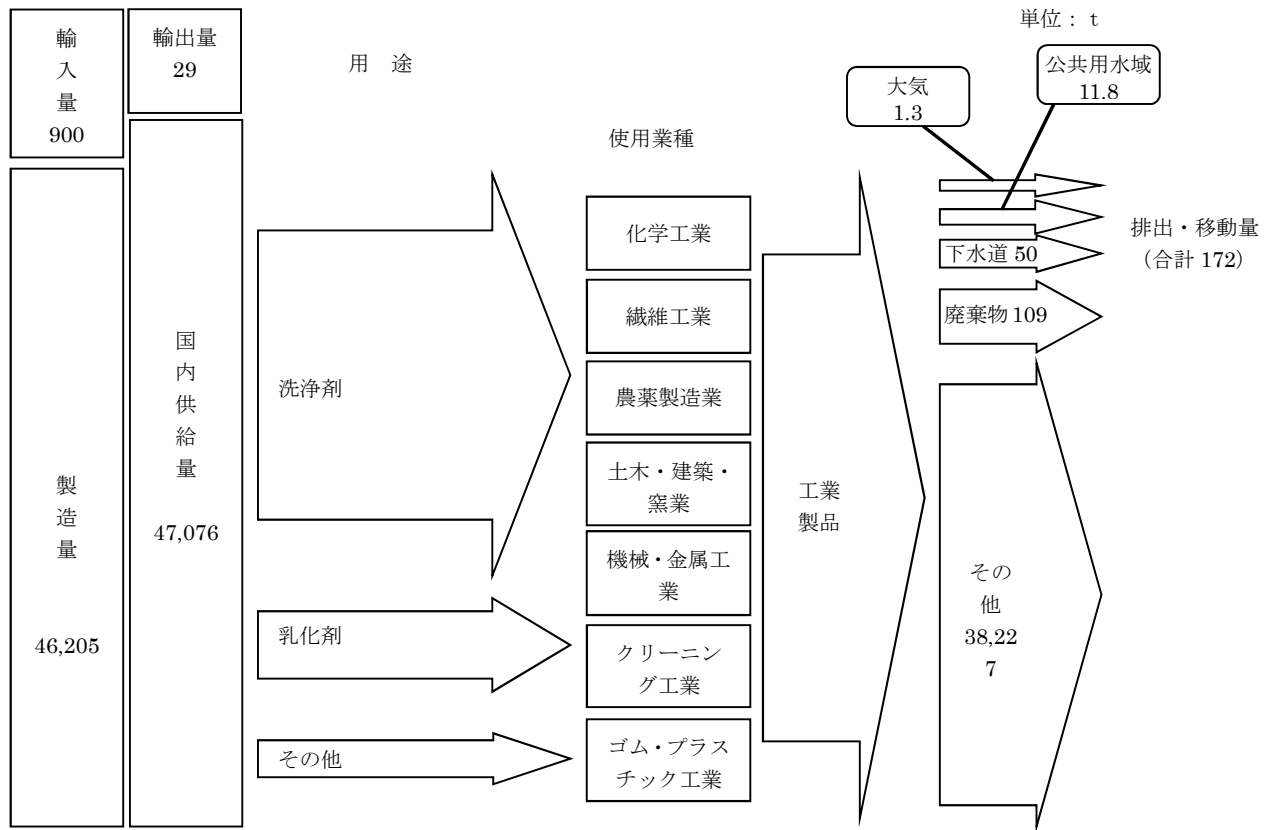 輸
入
量
900
輸出量
29
用 途
単位：t
大気
1.3
公共用水域
11.8
使用業種
製
造
量
46,205
国
内
供
給
量
47,076
洗浄剤
乳化剤
その他
化学工業
繊維工業
農薬製造業
土木・建築・
窯業
機械・金属工
業
クリーニン
グ工業
ゴム・プラス
チック工業
工業
製品
下水道 50
廃棄物 109
その
他
38,22
7
排出・移動量
（合計 172）